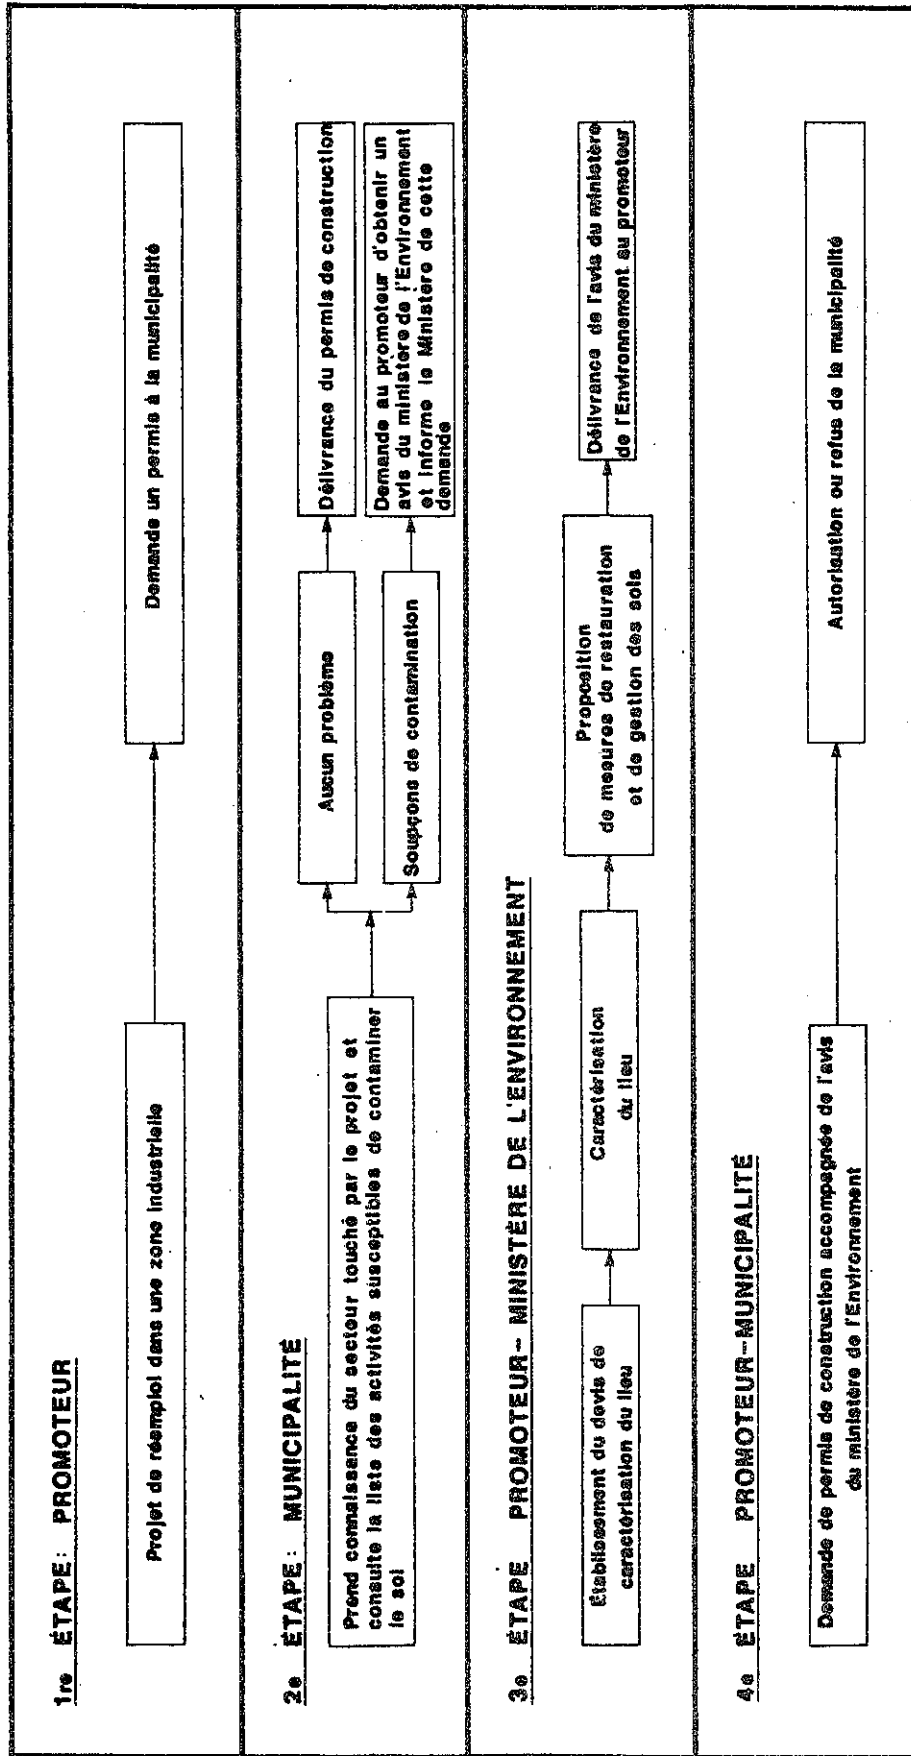 1re ÉTAPE: PROMOTEUR
Projet de réemploi dans une zone industrielle
Demande un permis à la municipalité
2e ÉTAPE: MUNICIPALITÉ
Prend connaissance du secteur touché par le projet et
consulte la liste des activités susceptibles de contaminer
le sol
Aucun problème
Délivrance du permis de construction
Soupçons de contamination
Demande au promoteur d'obtenir un
avis du ministère de l'Environnement
et informe le Ministère de cette
demande
3e ÉTAPE PROMOTEUR-MINISTÈRE DE L'ENVIRONNEMENT
Établissement du devis de
caractérisation du lieu
Caractérisation
du lieu
Proposition
de mesures de restauration
et de gestion des sols
Délivrance de l'avis du ministère
de l'Environnement au promoteur
4e ÉTAPE PROMOTEUR-MUNICIPALITÉ
Demande de permis de construction accompagnée de l'avis
du ministère de l'Environnement
Autorisation ou refus de la municipalité